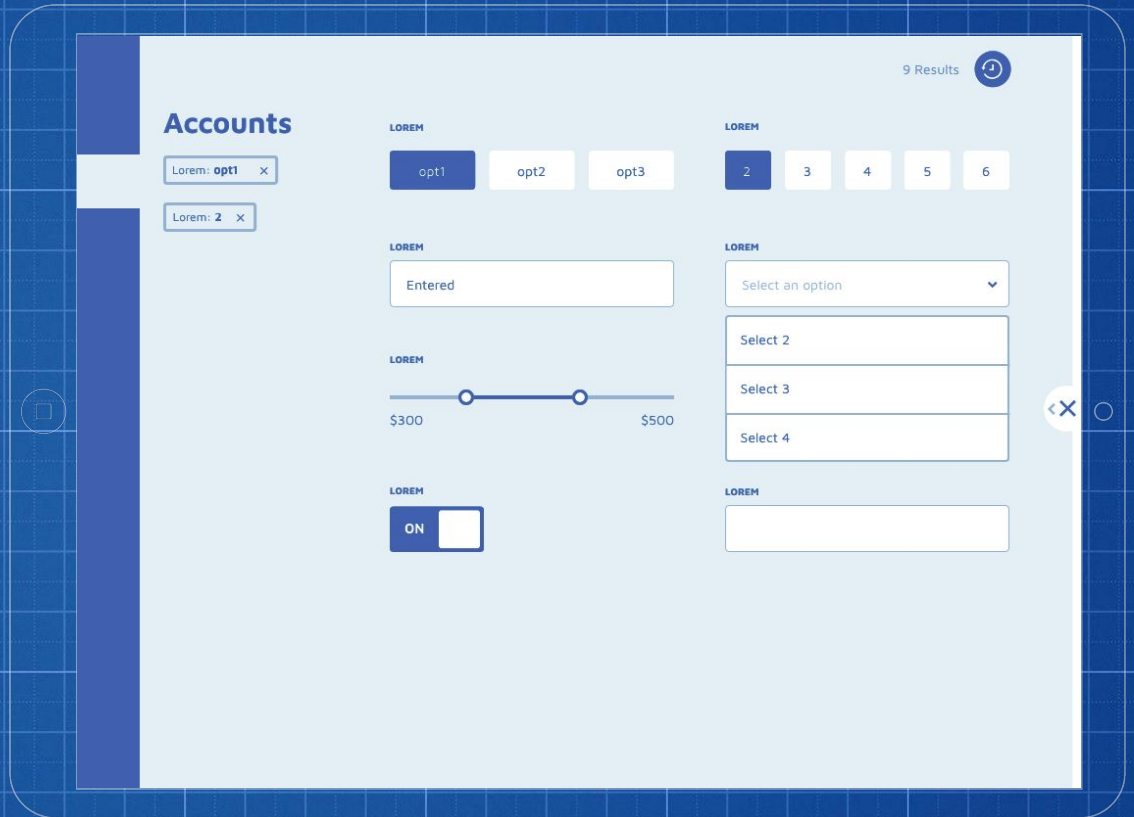 9 Results
Accounts
Lorem: opt1 ×
Lorem: 2 ×
LOREM
opt1 opt2 opt3
LOREM
2 3 4 5 6
LOREM
Entered
LOREM
Select an option
Select 2
Select 3
Select 4
LOREM
$300 $500
LOREM
ON
LOREM